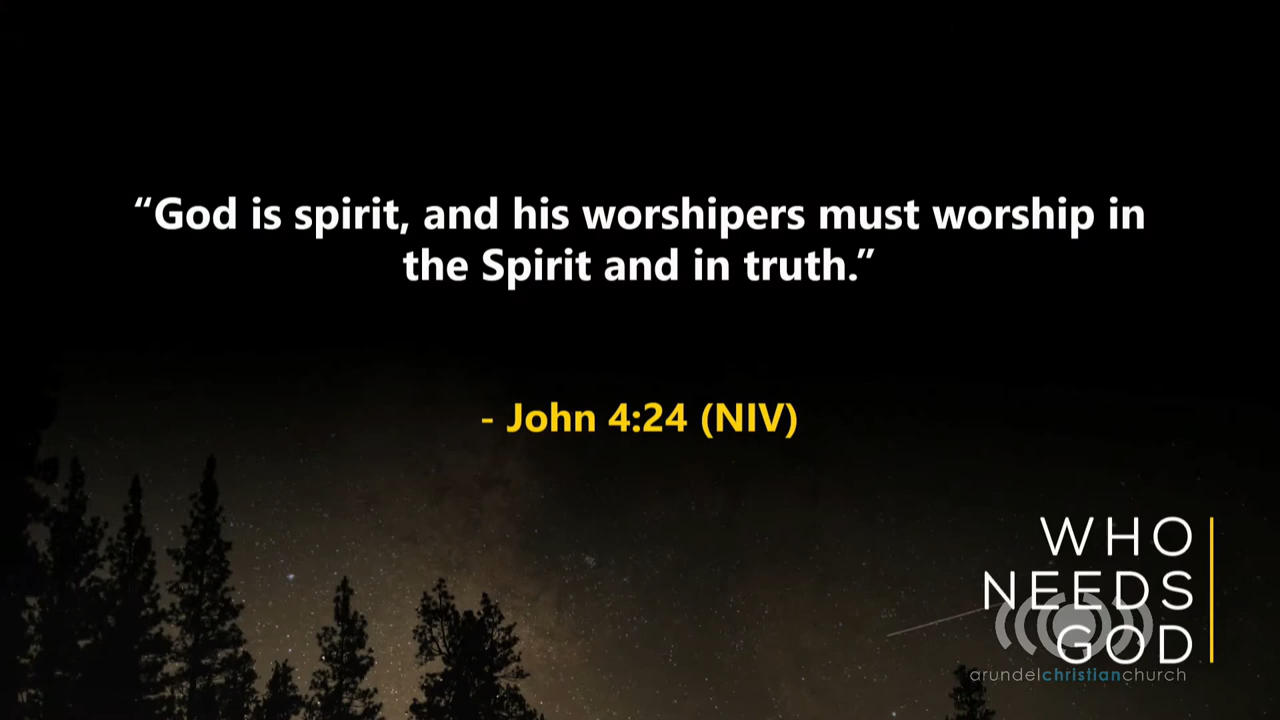 “God is spirit, and his worshipers must worship in
the Spirit and in truth.”
- John 4:24 (NIV)
WHO
NEEDS
GOD
arundelchristianchurch